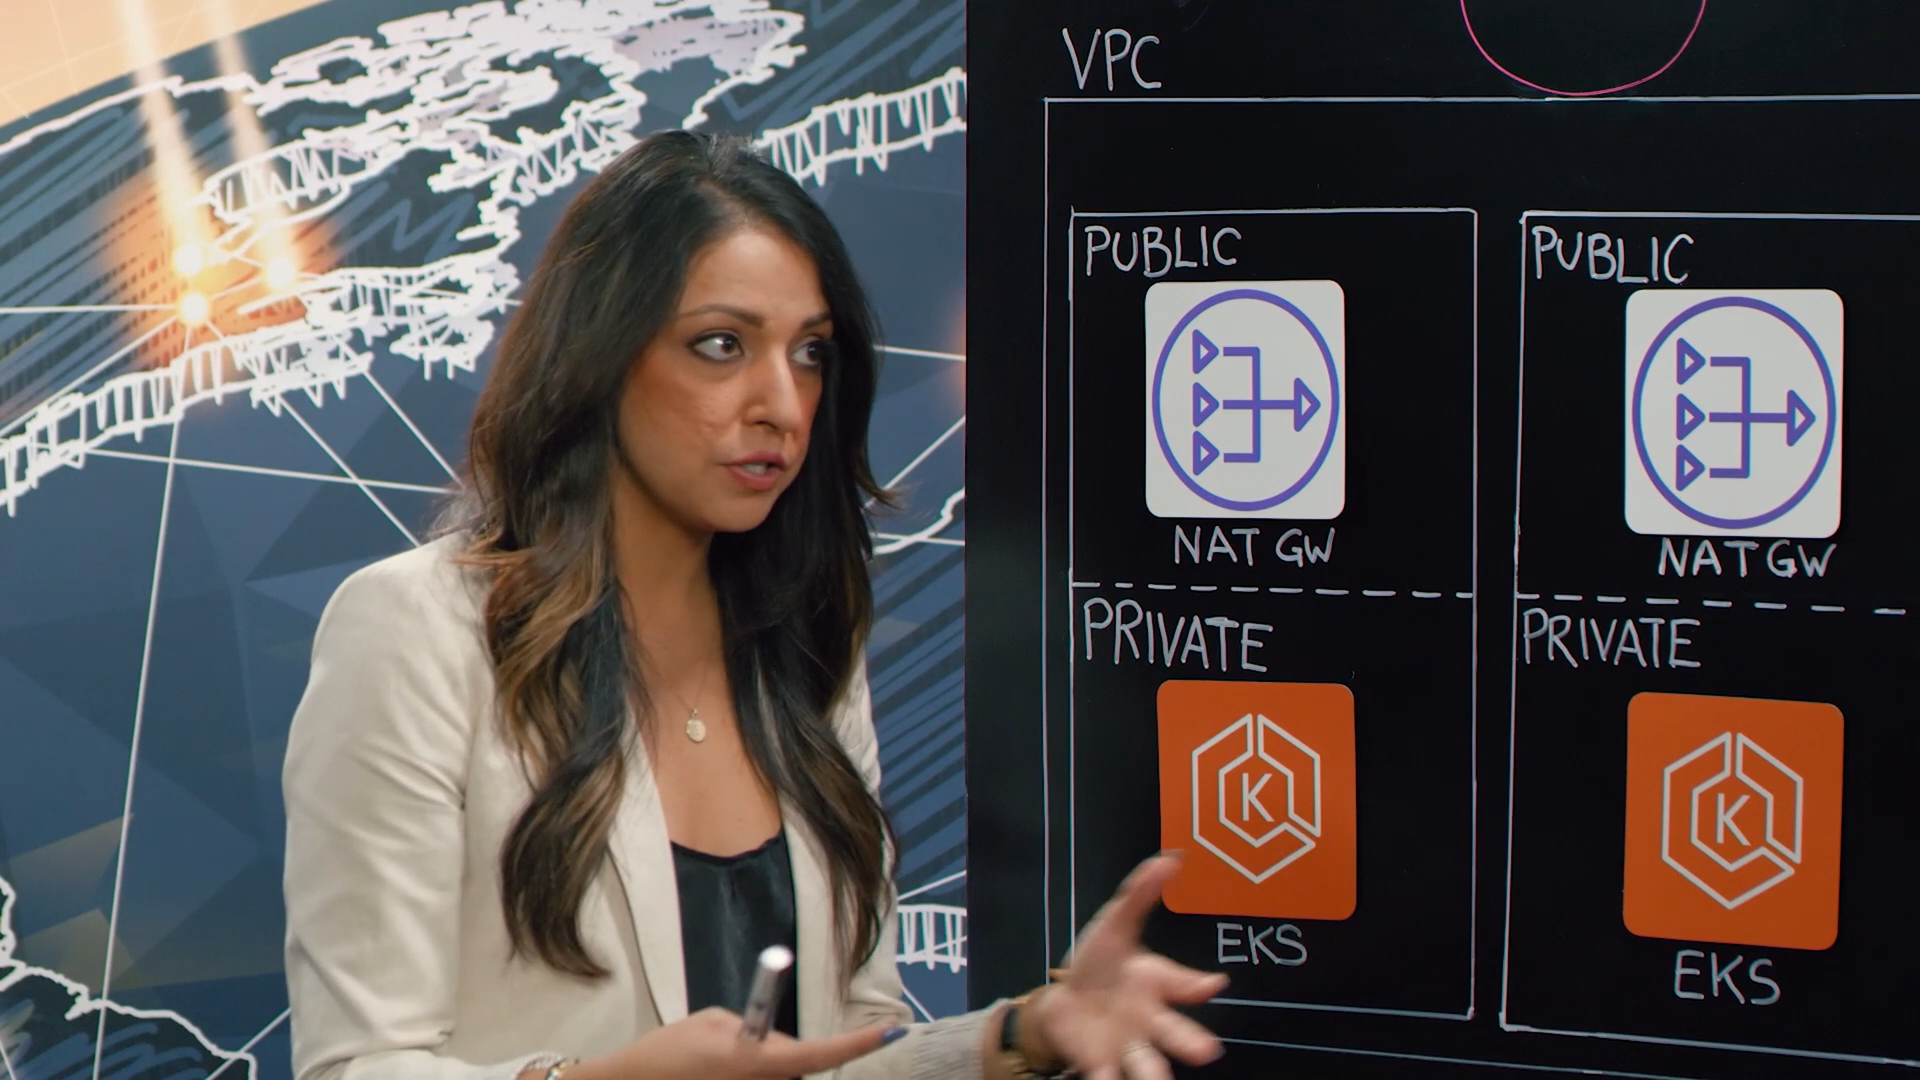 VPC
PUBLIC
NAT GW
PRIVATE
K
EKS
PUBLIC
NAT GW
PRIVATE
K
EKS